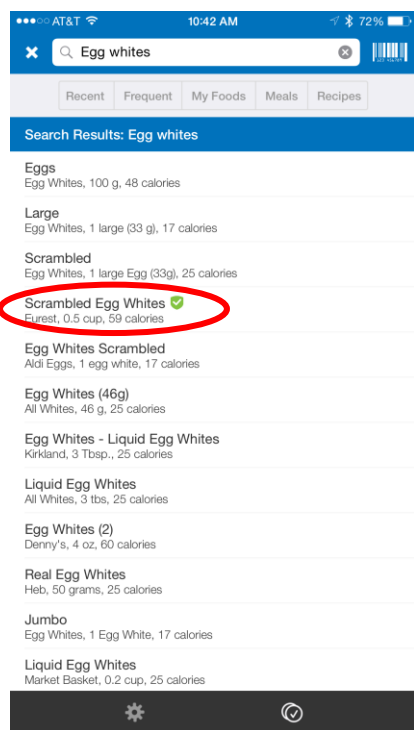 AT&T 10:42 AM 72%
Egg whites
Recent Frequent My Foods Meals Recipes
Search Results: Egg whites
Eggs
Egg Whites, 100 g, 48 calories
Large
Egg Whites, 1 large (33 g), 17 calories
Scrambled
Egg Whites, 1 large Egg (33g), 25 calories
Scrambled Egg Whites
Eurest, 0.5 cup, 59 calories
Egg Whites Scrambled
Aldi Eggs, 1 egg white, 17 calories
Egg Whites (46g)
All Whites, 46 g, 25 calories
Egg Whites - Liquid Egg Whites
Kirkland, 3 Tbsp., 25 calories
Liquid Egg Whites
All Whites, 3 tbs, 25 calories
Egg Whites (2)
Denny's, 4 oz, 60 calories
Real Egg Whites
Heb, 50 grams, 25 calories
Jumbo
Egg Whites, 1 Egg White, 17 calories
Liquid Egg Whites
Market Basket, 0.2 cup, 25 calories